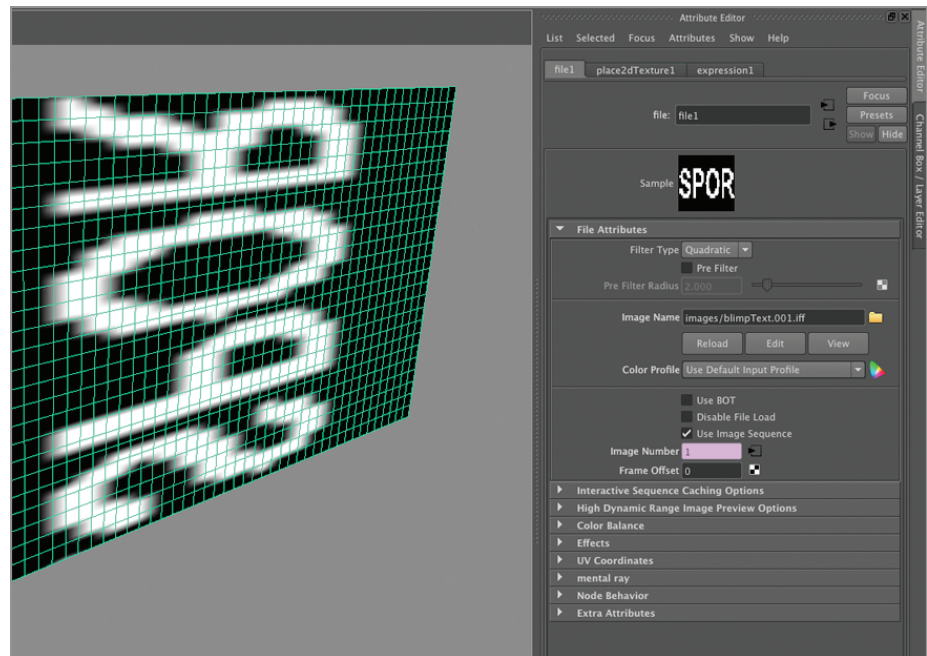 Attribute Editor
List Selected Focus Attributes Show Help
file1 place2dTexture1 expression1
Focus
file: file1
Presets
Show Hide
Sample SPOR
File Attributes
Filter Type Quadratic
Pre Filter
Pre Filter Radius 2.000
Image Name images/blimpText.001.iff
Reload Edit View
Color Profile Use Default Input Profile
Use BOT
Disable File Load
Use Image Sequence
Image Number 1
Frame Offset 0
Interactive Sequence Caching Options
High Dynamic Range Image Preview Options
Color Balance
Effects
UV Coordinates
mental ray
Node Behavior
Extra Attributes
Attribute Editor
Channel Box / Layer Editor
SPOR